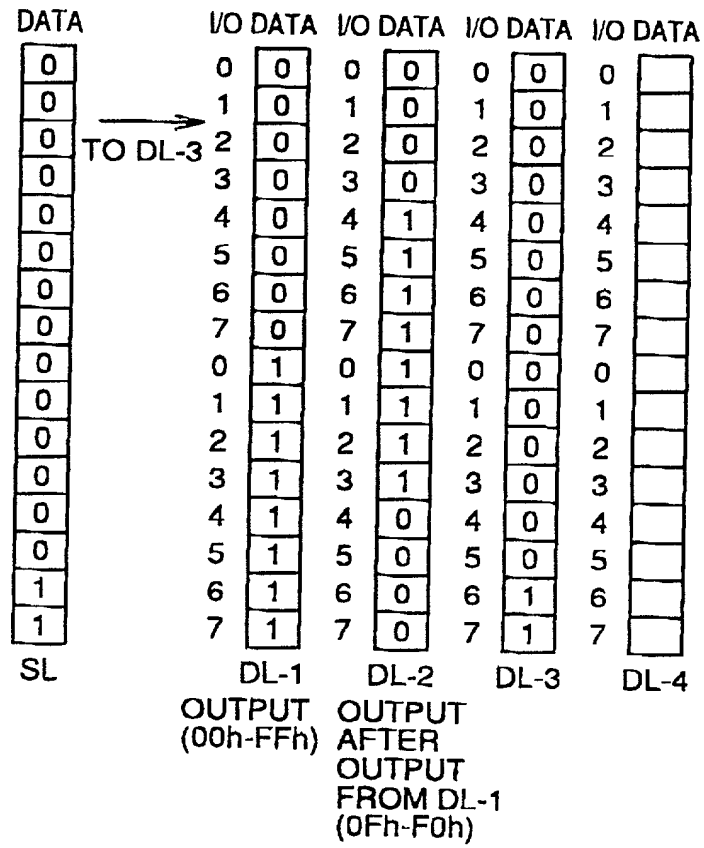 DATA I/O DATA I/O DATA I/O DATA I/O DATA
0 0 0 0 0 0 0 0
0 1 0 1 0 1 0 1
TO DL-3
0 2 0 2 0 2 0 2
0 3 0 3 0 3 0 3
0 4 0 4 1 4 0 4
0 5 0 5 1 5 0 5
0 6 0 6 1 6 0 6
0 7 0 7 1 7 0 7
0 0 1 0 1 0 0 0
0 1 1 1 1 1 0 1
0 2 1 2 1 2 0 2
0 3 1 3 1 3 0 3
0 4 1 4 0 4 0 4
0 5 1 5 0 5 0 5
1 6 1 6 0 6 1 6
1 7 1 7 0 7 1 7
SL DL-1 DL-2 DL-3 DL-4
OUTPUT
(00h-FFh)
OUTPUT
AFTER
OUTPUT
FROM DL-1
(0Fh-F0h)